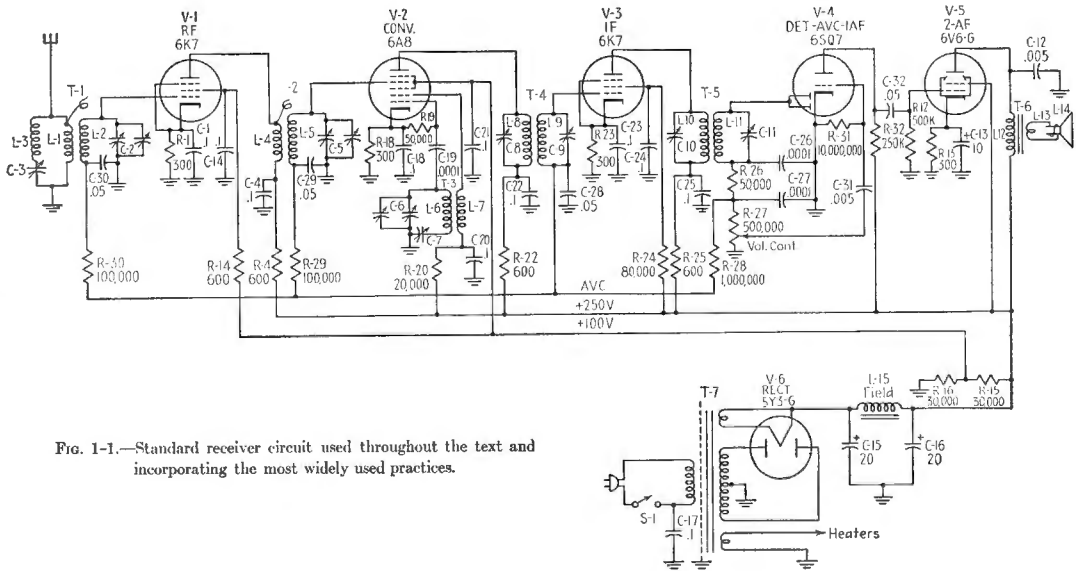 V-1
RF
6K7
V-2
CONV.
6A8
V-3
IF
6K7
V-4
DET-AVC-IAF
6SQ7
V-5
2-AF
6V6-G
T-1
L-3
L-1
L-2
C-2
C-3
C-30
.05
R-1
300
C-1
.1
C-14
.1
-2
L-4
L-5
C-5
C-4
.1
C-29
.05
R-18
300
C-18
.1
R19
50,000
C-19
.0001
C-21
.1
T-3
L-6
L-7
C-6
C-7
C-20
.1
L-8
C-8
T-4
L-9
C-9
C-22
.1
C-28
.05
R-23
300
C-23
.1
C-24
.1
L-10
C-10
T-5
L-11
C-11
C-25
.1
C-26
.0001
R-26
50,000
C-27
.0001
R-27
500,000
Vol. Cont
R-31
10,000,000
C-31
.005
C-32
.05
R-32
250K
R12
500K
R-13
300
C-13
10
C-12
.005
T-6
L12
L-13
L-14
R-30
100,000
R-14
600
R-4
600
R-29
100,000
R-20
20,000
R-22
600
R-24
80,000
R-25
600
R-28
1,000,000
AVC
+250V
+100V
R-16
30,000
R-15
30,000
T-7
V-6
RECT
5Y3-G
L-15
Field
C-15
20
C-16
20
S-1
C-17
.1
Heaters
FIG. 1-1.—Standard receiver circuit used throughout the text and
incorporating the most widely used practices.